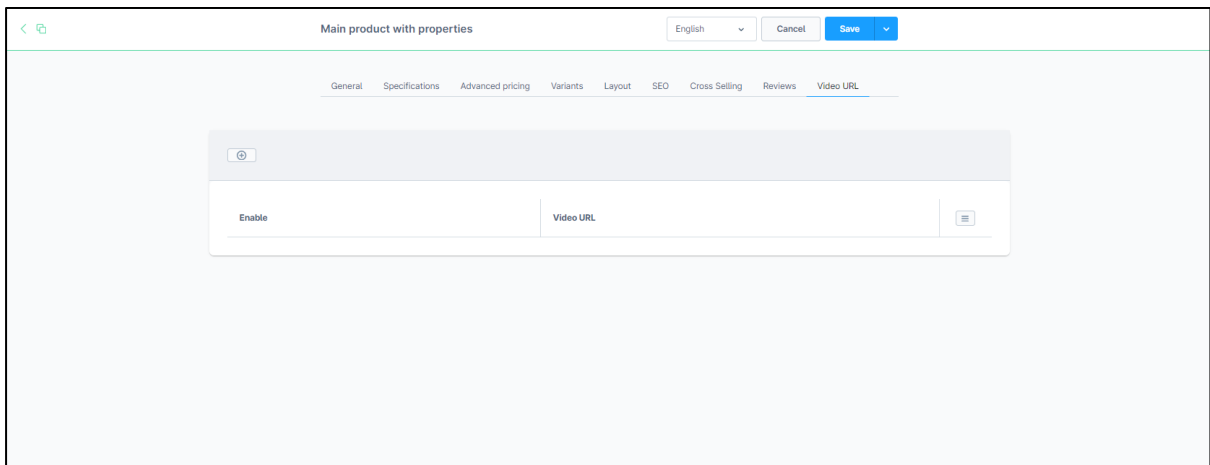 Main product with properties English Cancel Save
General Specifications Advanced pricing Variants Layout SEO Cross Selling Reviews Video URL
Enable Video URL